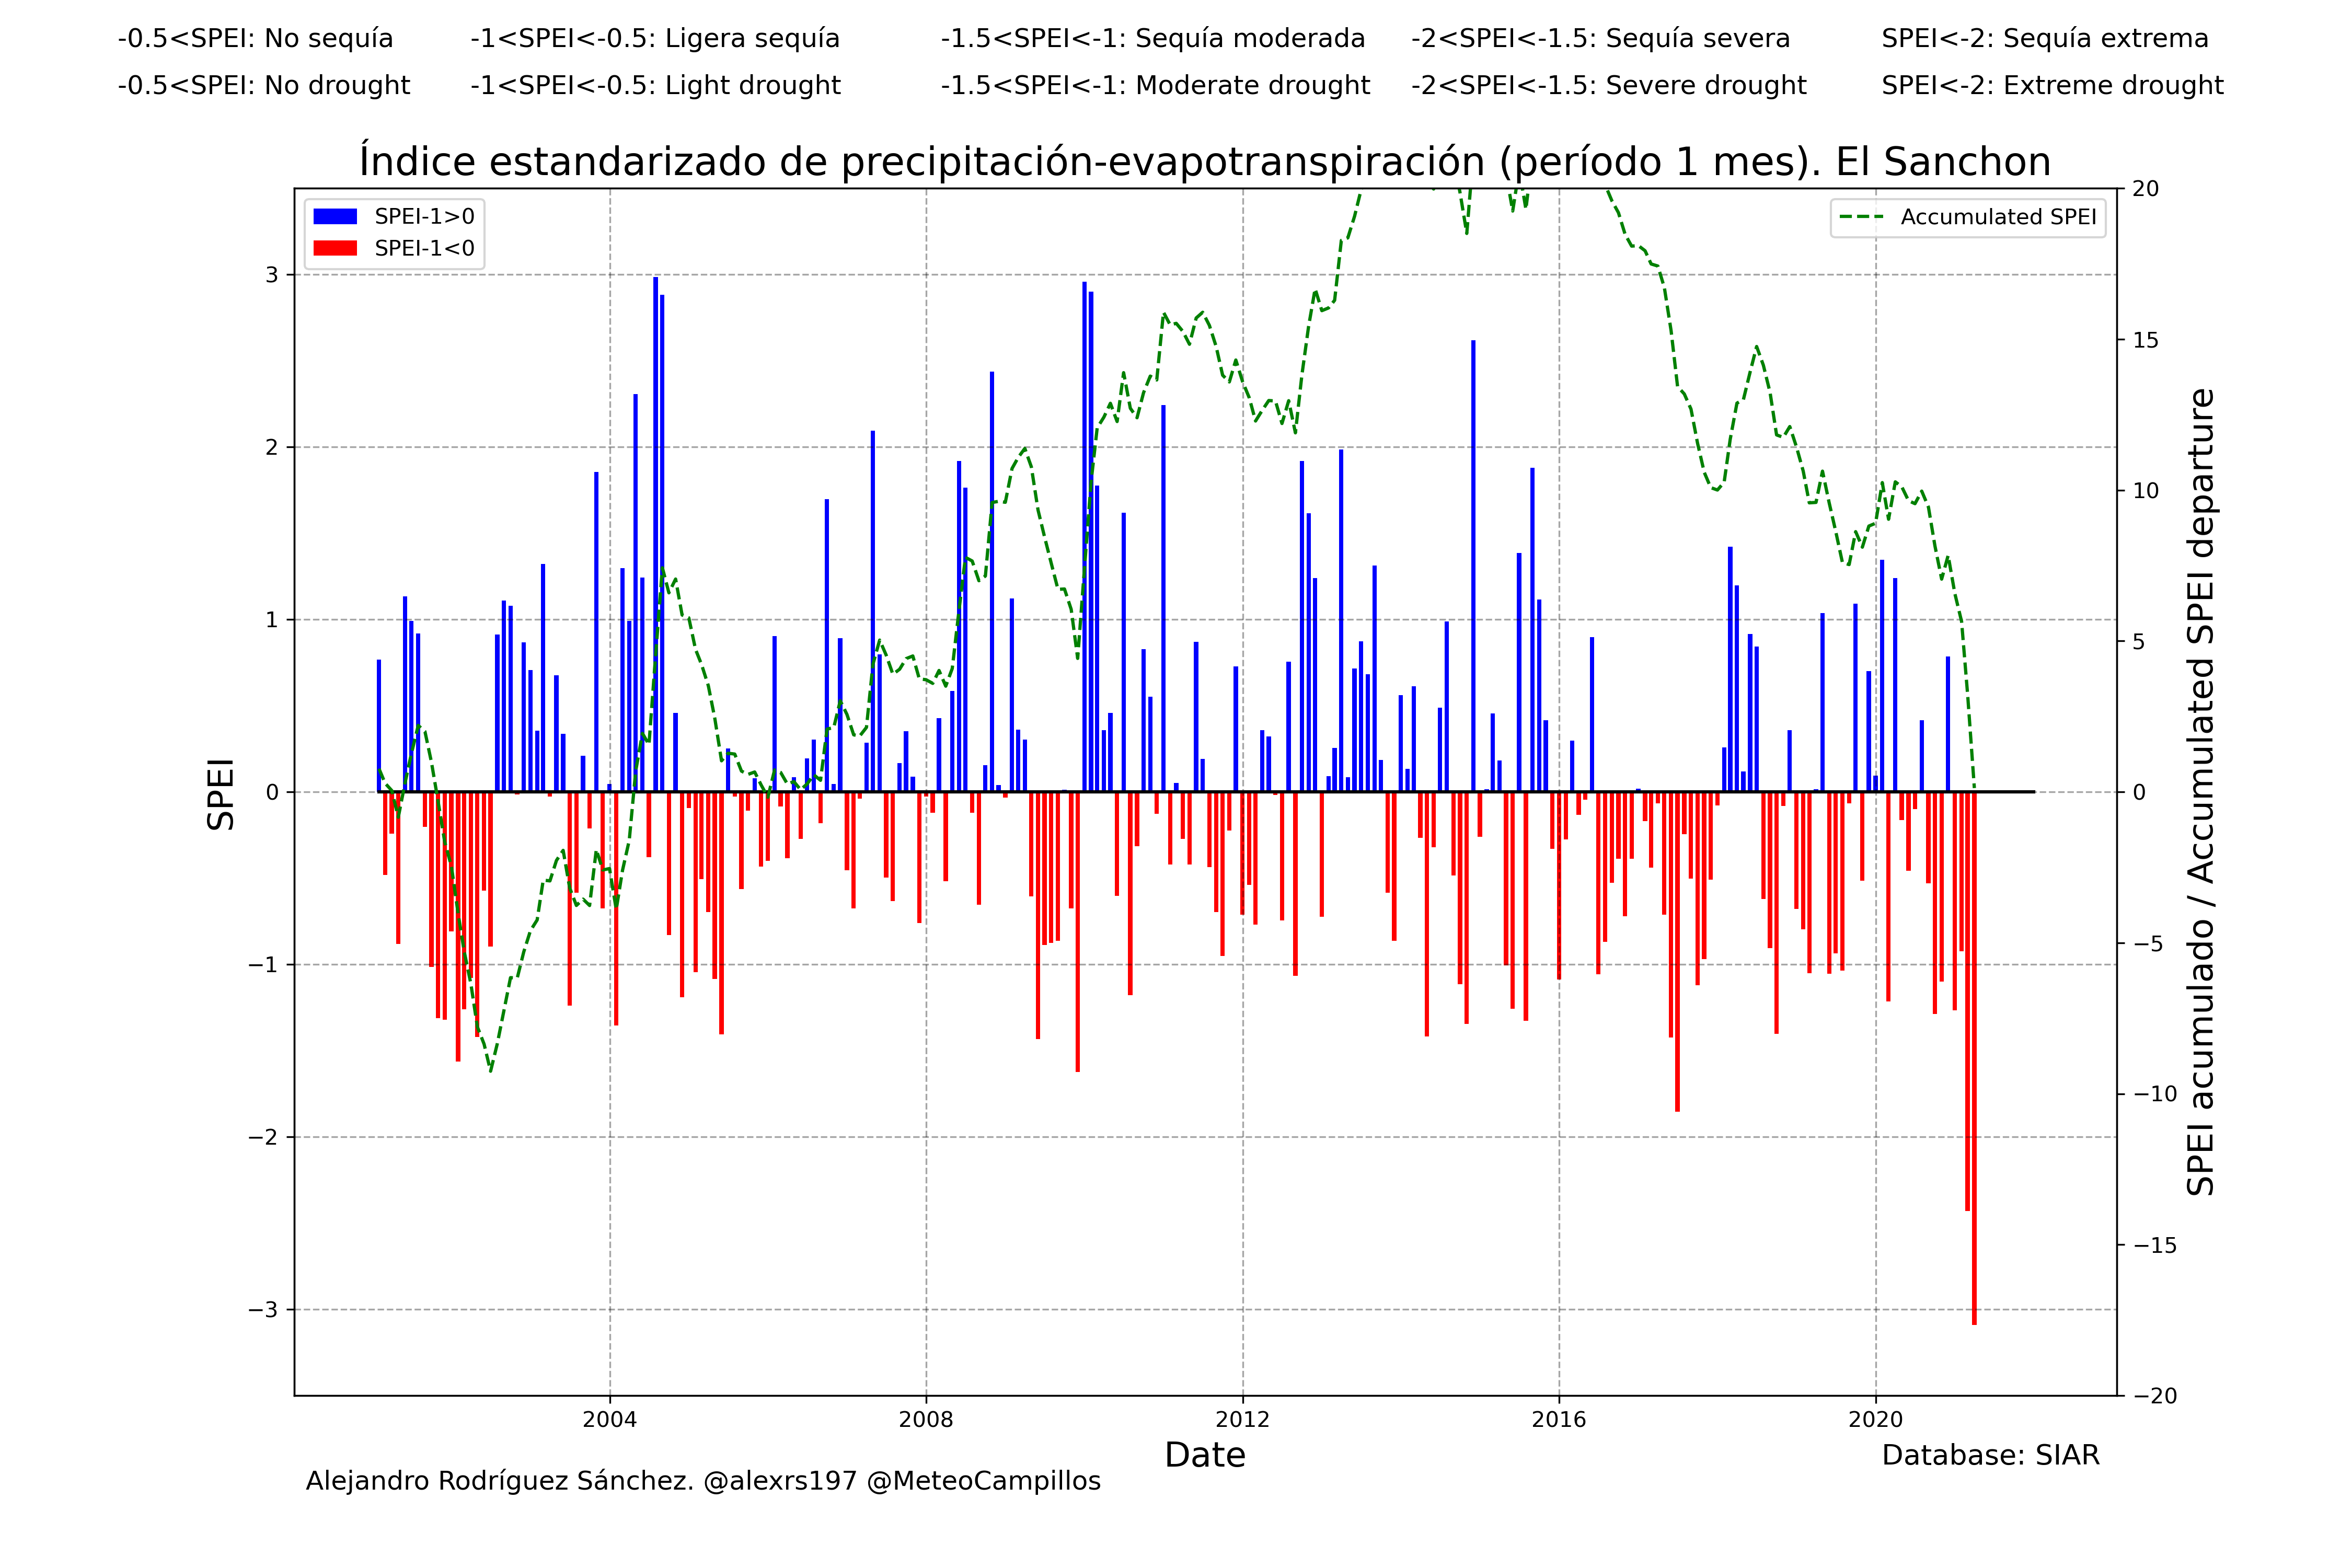 -0.5<SPEI: No sequía -1<SPEI<-0.5: Ligera sequía -1.5<SPEI<-1: Sequía moderada -2<SPEI<-1.5: Sequía severa SPEI<-2: Sequía extrema
-0.5<SPEI: No drought -1<SPEI<-0.5: Light drought -1.5<SPEI<-1: Moderate drought -2<SPEI<-1.5: Severe drought SPEI<-2: Extreme drought
Índice estandarizado de precipitación-evapotranspiración (período 1 mes). El Sanchon
SPEI-1>0
SPEI-1<0
Accumulated SPEI
SPEI
3
2
1
0
−1
−2
−3
20
15
10
5
0
−5
−10
−15
−20
SPEI acumulado / Accumulated SPEI departure
2004 2008 2012 2016 2020
Date
Database: SIAR
Alejandro Rodríguez Sánchez. @alexrs197 @MeteoCampillos